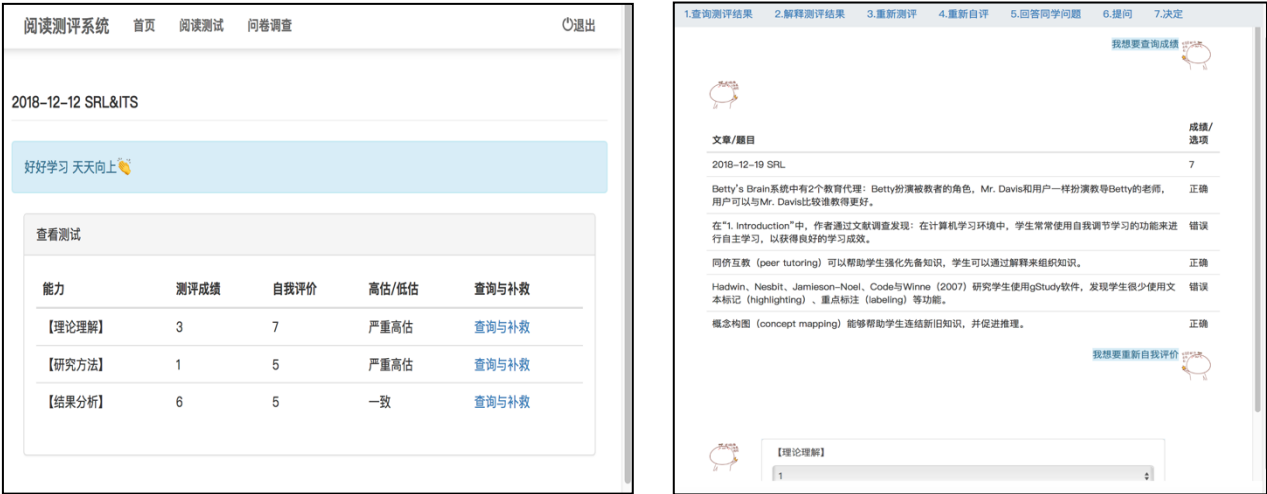 阅读测评系统 首页 阅读测试 问卷调查 退出
2018-12-12 SRL&ITS
好好学习 天天向上
查看测试
能力 测评成绩 自我评价 高估/低估 查询与补救
【理论理解】 3 7 严重高估 查询与补救
【研究方法】 1 5 严重高估 查询与补救
【结果分析】 6 5 一致 查询与补救
1.查询测评结果 2.解释测评结果 3.重新测评 4.重新自评 5.回答同学问题 6.提问 7.决定
我想要查询成绩
文章/题目 成绩/
选项
2018-12-19 SRL 7
Betty's Brain系统中有2个教育代理：Betty扮演被教者的角色，Mr. Davis和用户一样扮演教导Betty的老师， 正确
用户可以与Mr. Davis比较谁教得更好。
在“1. Introduction”中，作者通过文献调查发现：在计算机学习环境中，学生常常使用自我调节学习的功能来进 错误
行自主学习，以获得良好的学习成效。
同侪互教（peer tutoring）可以帮助学生强化先备知识，学生可以通过解释来组织知识。 正确
Hadwin、Nesbit、Jamieson-Noel、Code与Winne（2007）研究学生使用gStudy软件，发现学生很少使用文 错误
本标记（highlighting）、重点标注（labeling）等功能。
概念构图（concept mapping）能够帮助学生连结新旧知识，并促进推理。 正确
我想要重新自我评价
【理论理解】
1